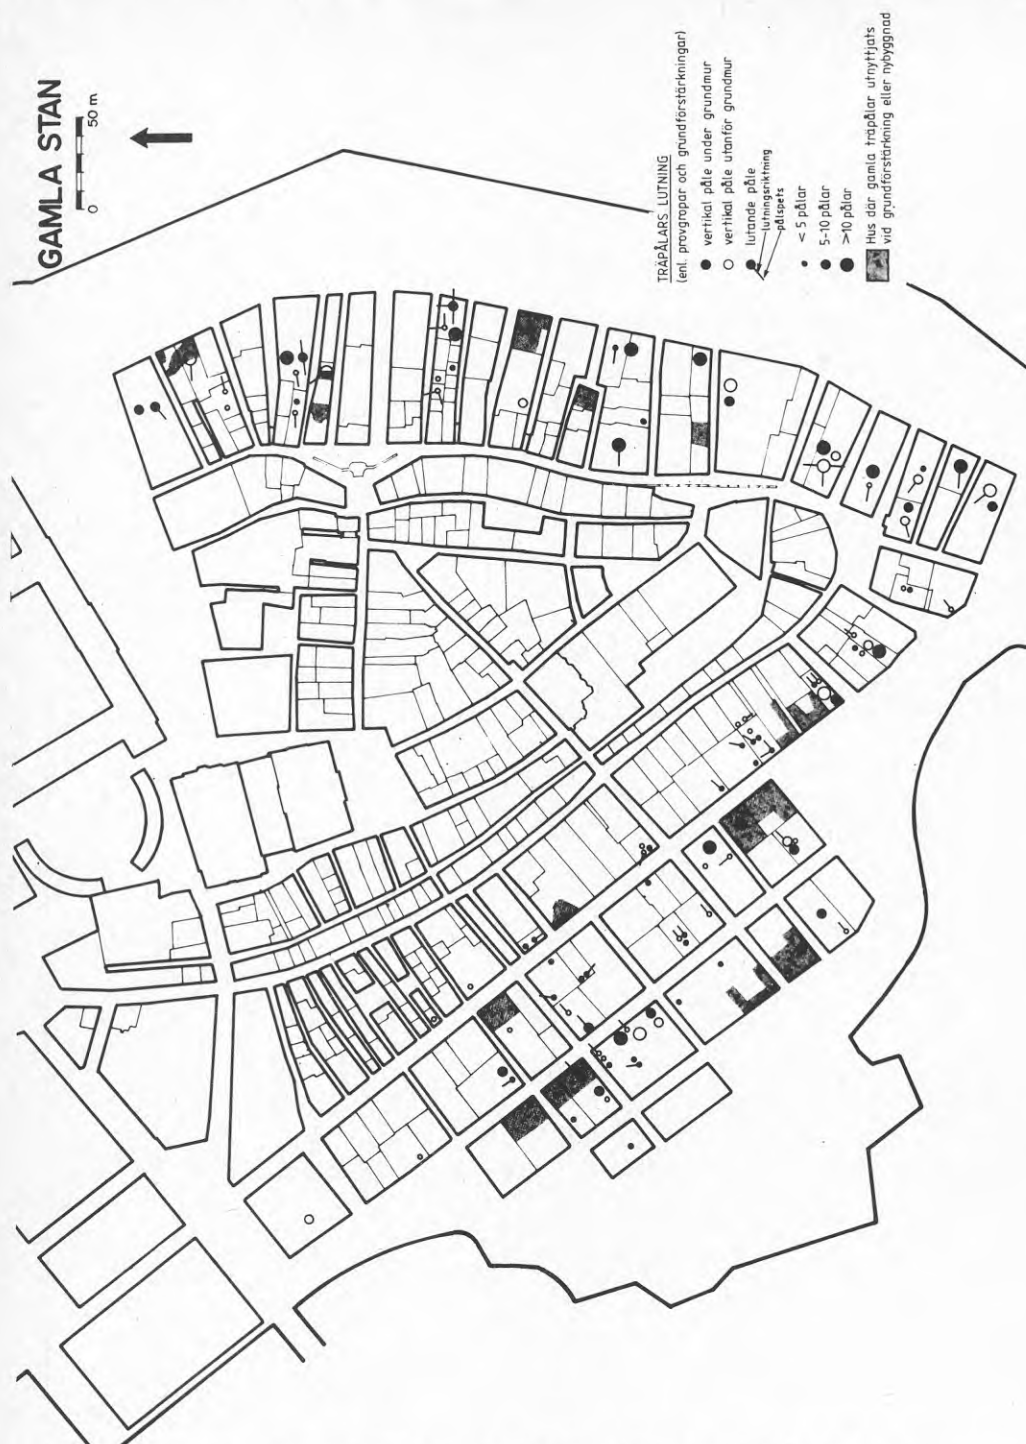 GAMLA STAN
0 50 m
TRÄPÅLARS LUTNING
(enl. provgropar och grundförstärkningar)
vertikal påle under grundmur
vertikal påle utanför grundmur
lutande påle
lutningsriktning
pålspets
< 5 pålar
5-10 pålar
>10 pålar
Hus där gamla träpålar utnyttjats
vid grundförstärkning eller nybyggnad